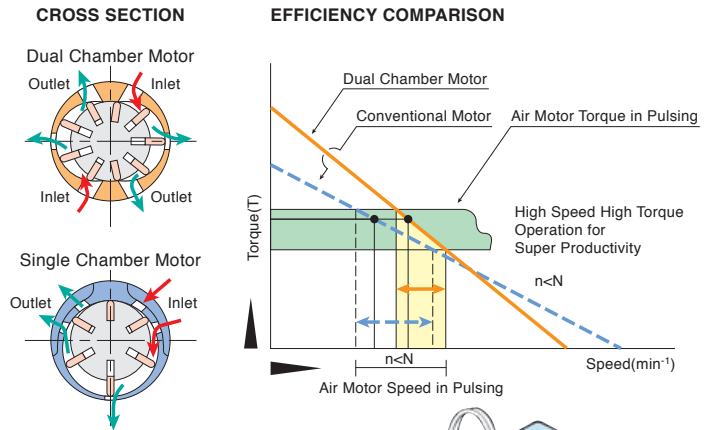 CROSS SECTION
Dual Chamber Motor
Outlet
Inlet
Inlet
Outlet
Single Chamber Motor
Outlet
Inlet
EFFICIENCY COMPARISON
Dual Chamber Motor
Conventional Motor
Air Motor Torque in Pulsing
Torque(T)
High Speed High Torque
Operation for
Super Productivity
n<N
n<N
Speed(min-1)
Air Motor Speed in Pulsing